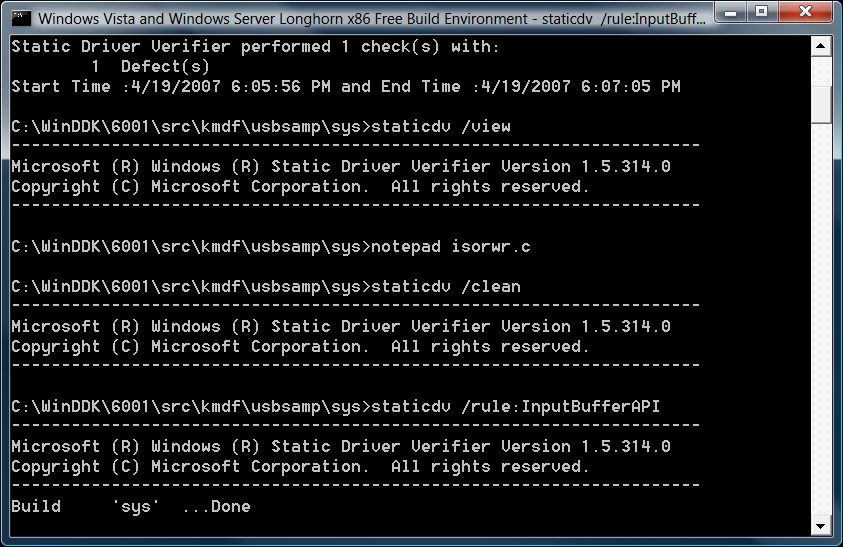 Windows Vista and Windows Server Longhorn x86 Free Build Environment - staticdv  /rule:InputBuff...
Static Driver Verifier performed 1 check(s) with:
        1  Defect(s)
Start Time :4/19/2007 6:05:56 PM and End Time :4/19/2007 6:07:05 PM
C:\WinDDK\6001\src\kmdf\usbsamp\sys>staticdv /view
---------------------------------------------------------------------
Microsoft (R) Windows (R) Static Driver Verifier Version 1.5.314.0
Copyright (C) Microsoft Corporation.  All rights reserved.
---------------------------------------------------------------------
C:\WinDDK\6001\src\kmdf\usbsamp\sys>notepad isorwr.c
C:\WinDDK\6001\src\kmdf\usbsamp\sys>staticdv /clean
---------------------------------------------------------------------
Microsoft (R) Windows (R) Static Driver Verifier Version 1.5.314.0
Copyright (C) Microsoft Corporation.  All rights reserved.
---------------------------------------------------------------------
C:\WinDDK\6001\src\kmdf\usbsamp\sys>staticdv /rule:InputBufferAPI
---------------------------------------------------------------------
Microsoft (R) Windows (R) Static Driver Verifier Version 1.5.314.0
Copyright (C) Microsoft Corporation.  All rights reserved.
---------------------------------------------------------------------
Build     'sys'  ...Done